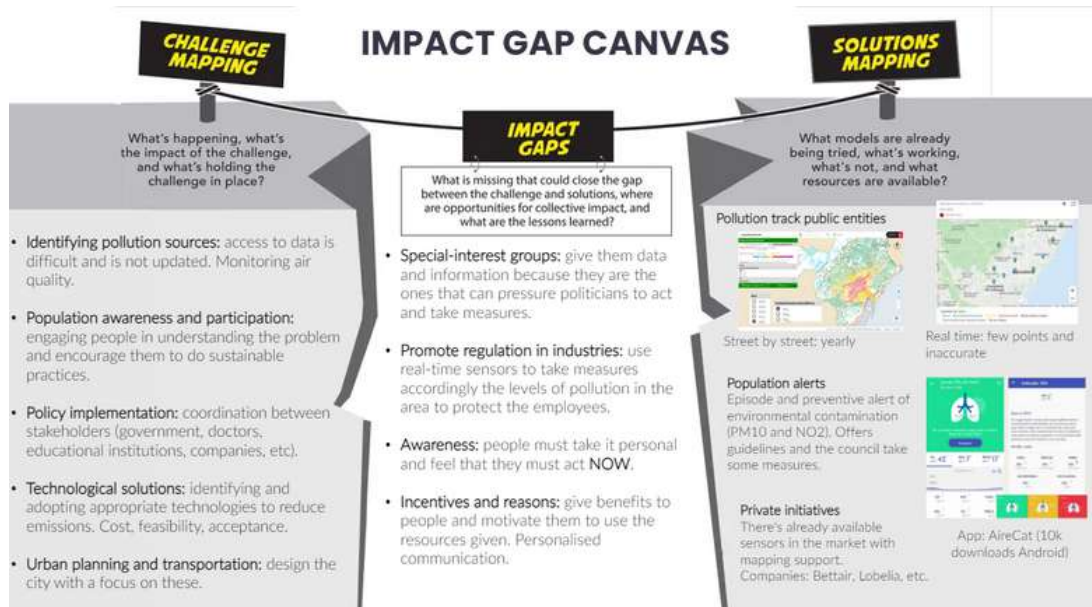 IMPACT GAP CANVAS
CHALLENGE
MAPPING
What's happening, what's
the impact of the challenge,
and what's holding the
challenge in place?
• Identifying pollution sources: access to data is
difficult and is not updated. Monitoring air
quality.
• Population awareness and participation:
engaging people in understanding the problem
and encourage them to do sustainable
practices.
• Policy implementation: coordination between
stakeholders (government, doctors,
educational institutions, companies, etc).
• Technological solutions: identifying and
adopting appropriate technologies to reduce
emissions. Cost, feasibility, acceptance.
• Urban planning and transportation: design the
city with a focus on these.
IMPACT
GAPS
What is missing that could close the gap
between the challenge and solutions, where
are opportunities for collective impact, and
what are the lessons learned?
• Special-interest groups: give them data
and information because they are the
ones that can pressure politicians to act
and take measures.
• Promote regulation in industries: use
real-time sensors to take measures
accordingly the levels of pollution in the
area to protect the employees.
• Awareness: people must take it personal
and feel that they must act NOW.
• Incentives and reasons: give benefits to
people and motivate them to use the
resources given. Personalised
communication.
SOLUTIONS
MAPPING
What models are already
being tried, what's working,
what's not, and what
resources are available?
Pollution track public entities
Street by street: yearly
Real time: few points and
inaccurate
Population alerts
Episode and preventive alert of
environmental contamination
(PM10 and NO2). Offers
guidelines and the council take
some measures.
Private initiatives
There's already available
sensors in the market with
mapping support.
Companies: Bettair, Lobelia, etc.
App: AireCat (10k
downloads Android)